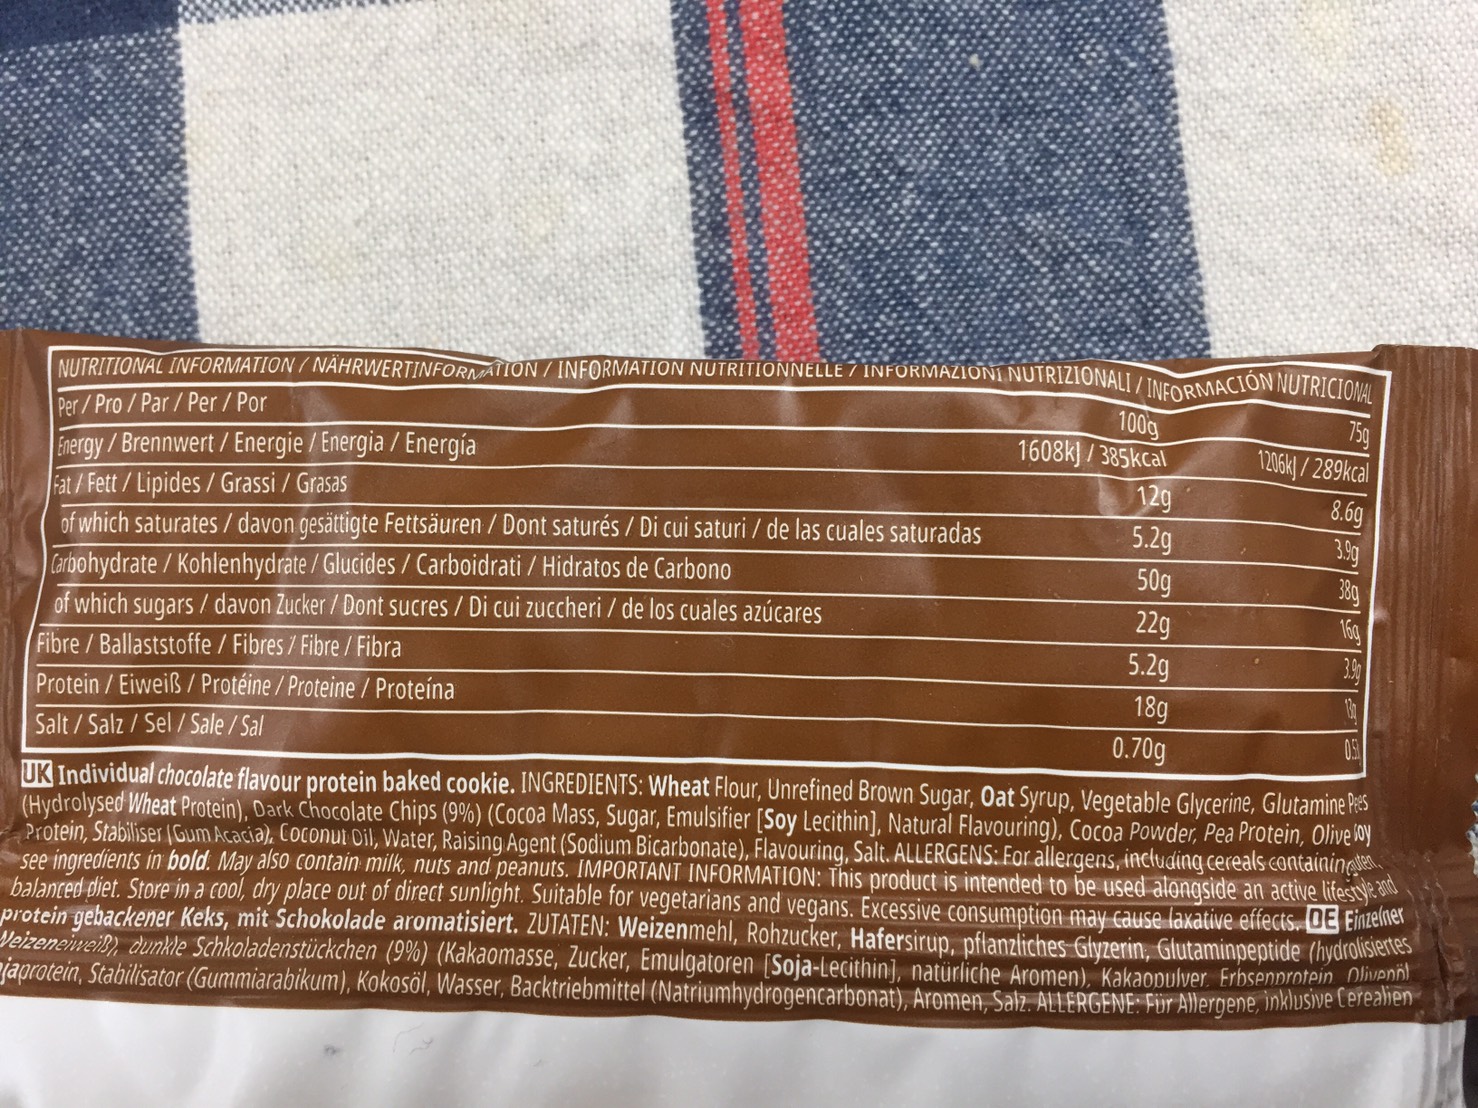 NUTRITIONAL INFORMATION / NÄHRWERTINFORMATION / INFORMATION NUTRITIONNELLE / INFORMAZIONI NUTRIZIONALI / INFORMACIÓN NUTRICIONAL
Per / Pro / Par / Per / Por 100g 75g
Energy / Brennwert / Energie / Energia / Energía 1608kJ / 385kcal 1206kJ / 289kcal
Fat / Fett / Lipides / Grassi / Grasas 12g 8.6g
of which saturates / davon gesättigte Fettsäuren / Dont saturés / Di cui saturi / de las cuales saturadas 5.2g 3.9g
Carbohydrate / Kohlenhydrate / Glucides / Carboidrati / Hidratos de Carbono 50g 38g
of which sugars / davon Zucker / Dont sucres / Di cui zuccheri / de los cuales azúcares 22g 16g
Fibre / Ballaststoffe / Fibres / Fibre / Fibra 5.2g 3.9g
Protein / Eiweiß / Protéine / Proteine / Proteína 18g 13g
Salt / Salz / Sel / Sale / Sal 0.70g
UK Individual chocolate flavour protein baked cookie. INGREDIENTS: Wheat Flour, Unrefined Brown Sugar, Oat Syrup, Vegetable Glycerine, Glutamine
(Hydrolysed Wheat Protein), Dark Chocolate Chips (9%) (Cocoa Mass, Sugar, Emulsifier [Soy Lecithin], Natural Flavouring), Cocoa Powder, Pea Protein, Olive
Protein, Stabiliser (Gum Acacia), Coconut Oil, Water, Raising Agent (Sodium Bicarbonate), Flavouring, Salt. ALLERGENS: For allergens, including cereals containing
see ingredients in bold. May also contain milk, nuts and peanuts. IMPORTANT INFORMATION: This product is intended to be used alongside an active lifestyle and
balanced diet. Store in a cool, dry place out of direct sunlight. Suitable for vegetarians and vegans. Excessive consumption may cause laxative effects. DE Einzelner
protein gebackener Keks, mit Schokolade aromatisiert. ZUTATEN: Weizenmehl, Rohzucker, Hafersirup, pflanzliches Glyzerin, Glutaminpeptide (hydrolisiertes
Weizeneiweiß), dunkle Schkoladenstückchen (9%) (Kakaomasse, Zucker, Emulgatoren [Soja-Lecithin], natürliche Aromen), Kakaopulver, Erbsenprotein, Olivenöl
japrotein, Stabilisator (Gummiarabikum), Kokosöl, Wasser, Backtriebmittel (Natriumhydrogencarbonat), Aromen, Salz. ALLERGENE: Für Allergene, inklusive Cerealien